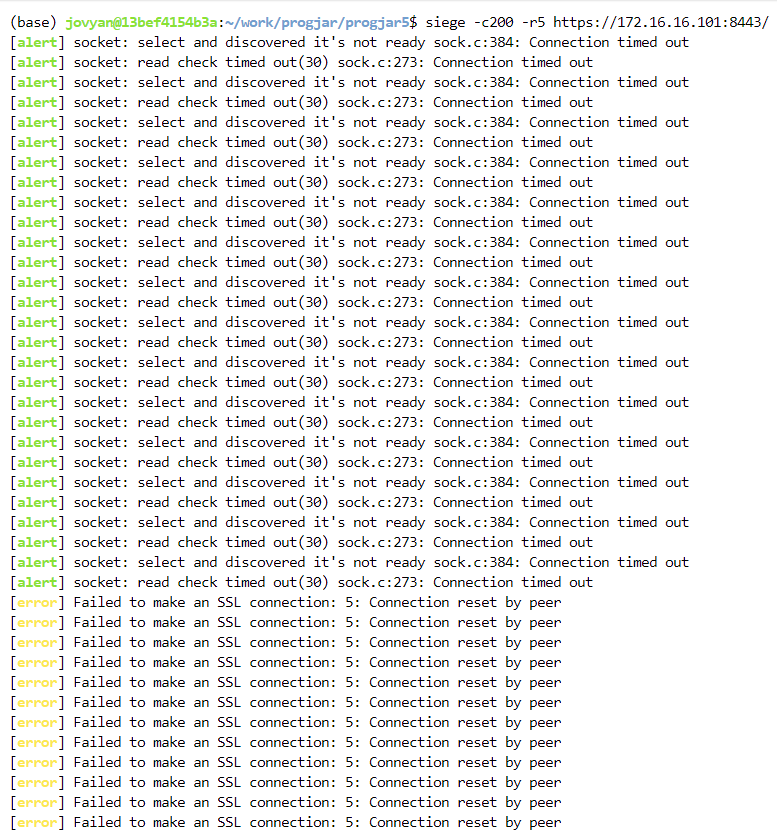 (base) jovyan@13bef4154b3a:~/work/progjar/progjar5$ siege -c200 -r5 https://172.16.16.101:8443/
[alert] socket: select and discovered it's not ready sock.c:384: Connection timed out
[alert] socket: read check timed out(30) sock.c:273: Connection timed out
[alert] socket: select and discovered it's not ready sock.c:384: Connection timed out
[alert] socket: read check timed out(30) sock.c:273: Connection timed out
[alert] socket: select and discovered it's not ready sock.c:384: Connection timed out
[alert] socket: read check timed out(30) sock.c:273: Connection timed out
[alert] socket: select and discovered it's not ready sock.c:384: Connection timed out
[alert] socket: read check timed out(30) sock.c:273: Connection timed out
[alert] socket: select and discovered it's not ready sock.c:384: Connection timed out
[alert] socket: read check timed out(30) sock.c:273: Connection timed out
[alert] socket: select and discovered it's not ready sock.c:384: Connection timed out
[alert] socket: read check timed out(30) sock.c:273: Connection timed out
[alert] socket: select and discovered it's not ready sock.c:384: Connection timed out
[alert] socket: read check timed out(30) sock.c:273: Connection timed out
[alert] socket: select and discovered it's not ready sock.c:384: Connection timed out
[alert] socket: read check timed out(30) sock.c:273: Connection timed out
[alert] socket: select and discovered it's not ready sock.c:384: Connection timed out
[alert] socket: read check timed out(30) sock.c:273: Connection timed out
[alert] socket: select and discovered it's not ready sock.c:384: Connection timed out
[alert] socket: read check timed out(30) sock.c:273: Connection timed out
[alert] socket: select and discovered it's not ready sock.c:384: Connection timed out
[alert] socket: read check timed out(30) sock.c:273: Connection timed out
[alert] socket: select and discovered it's not ready sock.c:384: Connection timed out
[alert] socket: read check timed out(30) sock.c:273: Connection timed out
[alert] socket: select and discovered it's not ready sock.c:384: Connection timed out
[alert] socket: read check timed out(30) sock.c:273: Connection timed out
[alert] socket: select and discovered it's not ready sock.c:384: Connection timed out
[alert] socket: read check timed out(30) sock.c:273: Connection timed out
[error] Failed to make an SSL connection: 5: Connection reset by peer
[error] Failed to make an SSL connection: 5: Connection reset by peer
[error] Failed to make an SSL connection: 5: Connection reset by peer
[error] Failed to make an SSL connection: 5: Connection reset by peer
[error] Failed to make an SSL connection: 5: Connection reset by peer
[error] Failed to make an SSL connection: 5: Connection reset by peer
[error] Failed to make an SSL connection: 5: Connection reset by peer
[error] Failed to make an SSL connection: 5: Connection reset by peer
[error] Failed to make an SSL connection: 5: Connection reset by peer
[error] Failed to make an SSL connection: 5: Connection reset by peer
[error] Failed to make an SSL connection: 5: Connection reset by peer
[error] Failed to make an SSL connection: 5: Connection reset by peer